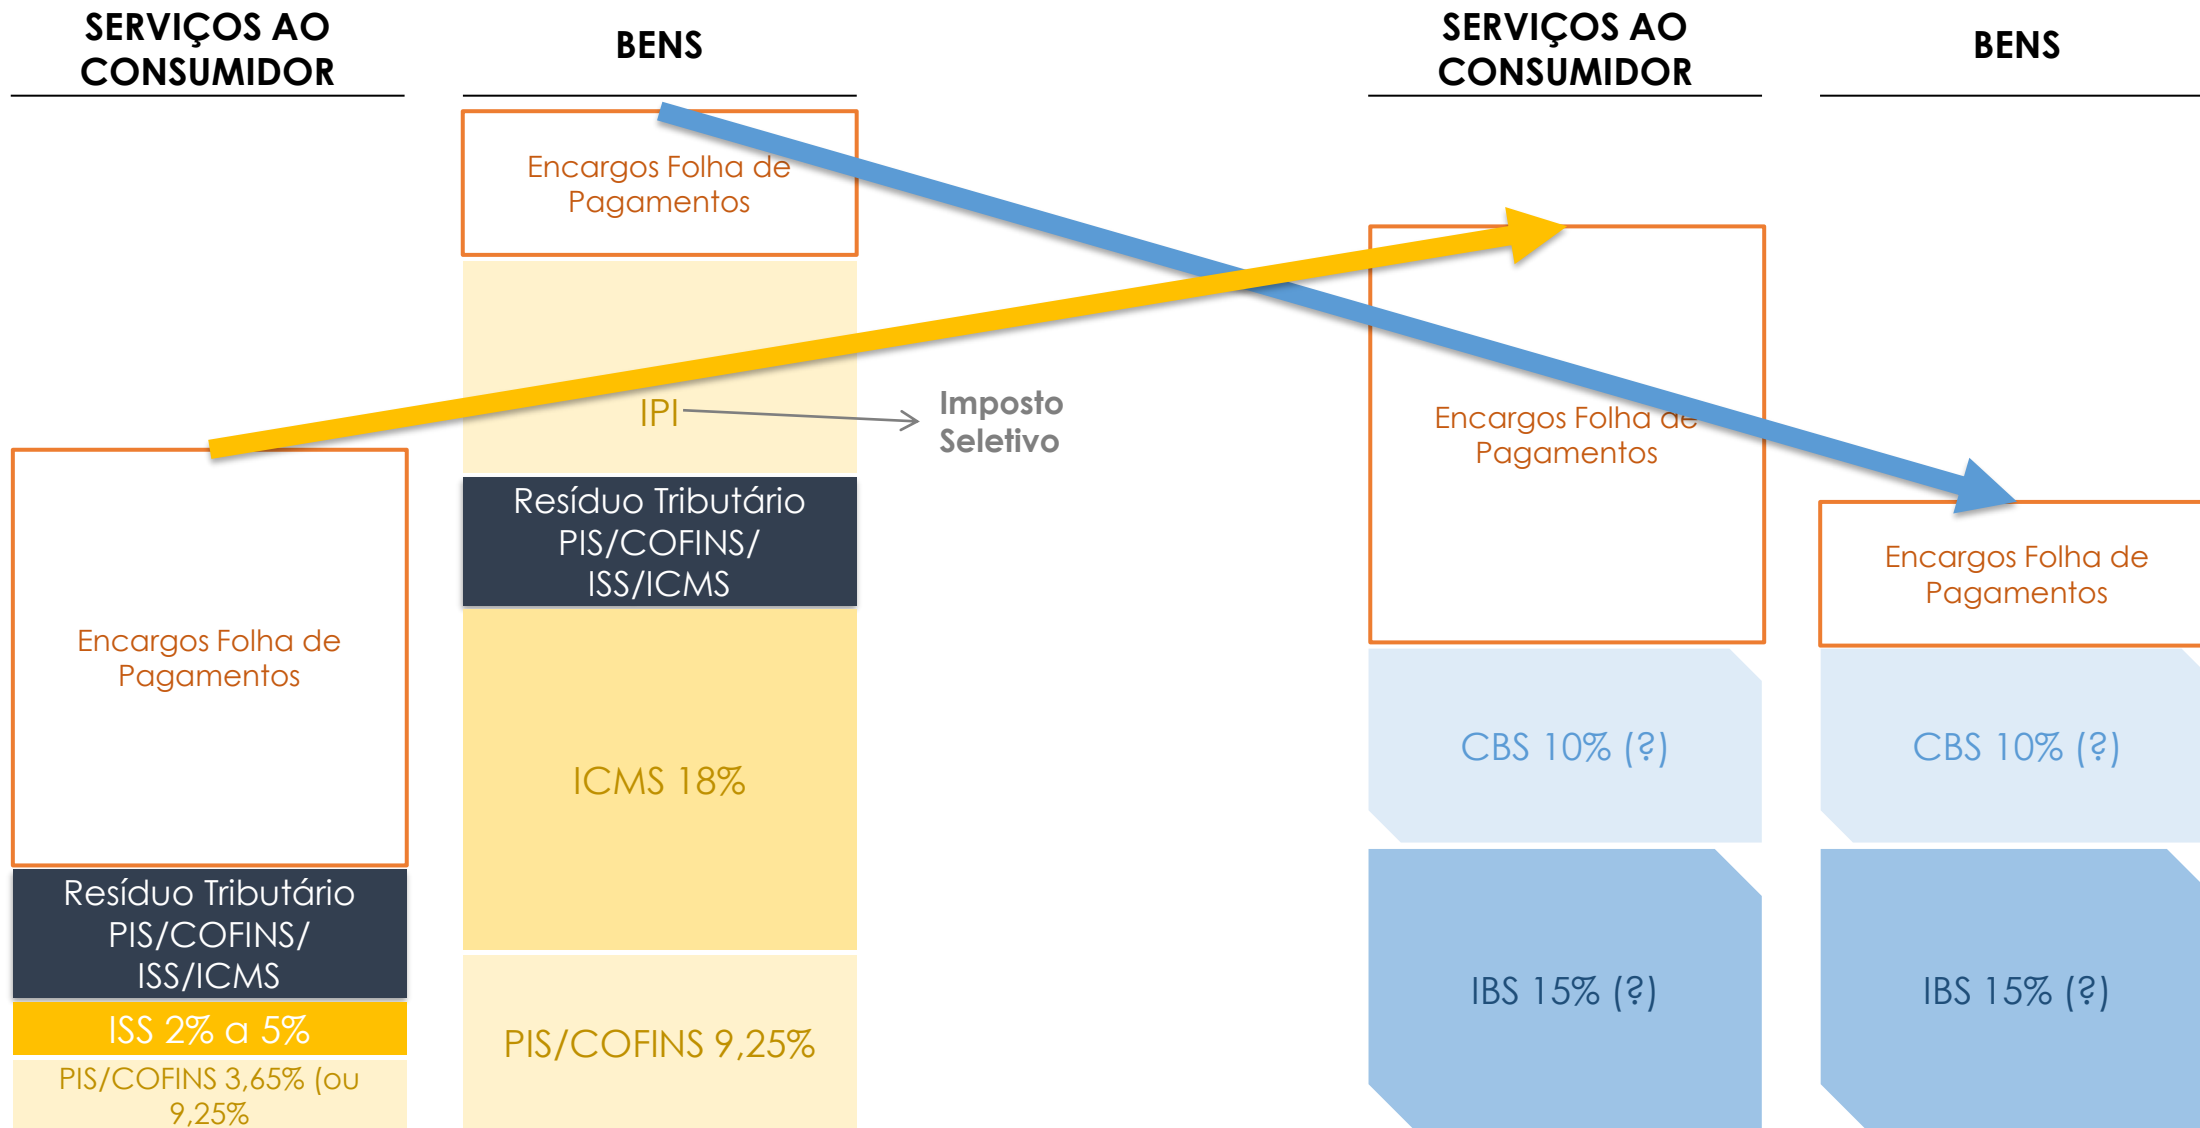 SERVIÇOS AO
CONSUMIDOR
Encargos Folha de
Pagamentos
Resíduo Tributário
PIS/COFINS/
ISS/ICMS
ISS 2% a 5%
PIS/COFINS 3,65% (ou
9,25%
BENS
Encargos Folha de
Pagamentos
IPI
Imposto
Seletivo
Resíduo Tributário
PIS/COFINS/
ISS/ICMS
ICMS 18%
PIS/COFINS 9,25%
SERVIÇOS AO
CONSUMIDOR
Encargos Folha de
Pagamentos
CBS 10% (?)
IBS 15% (?)
BENS
Encargos Folha de
Pagamentos
CBS 10% (?)
IBS 15% (?)